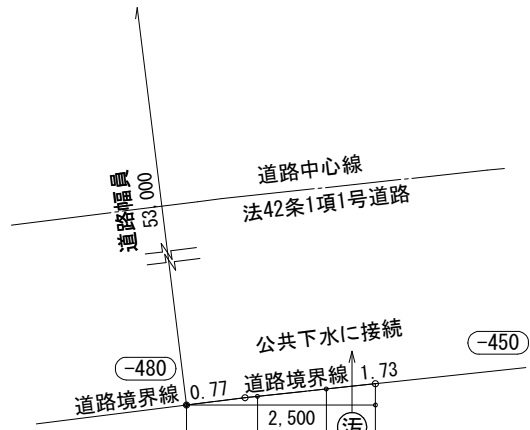 道路幅員
53,000
道路中心線
法42条1項1号道路
公共下水に接続
-480
-450
道路境界線
0.77
道路境界線
1.73
2,500
汚